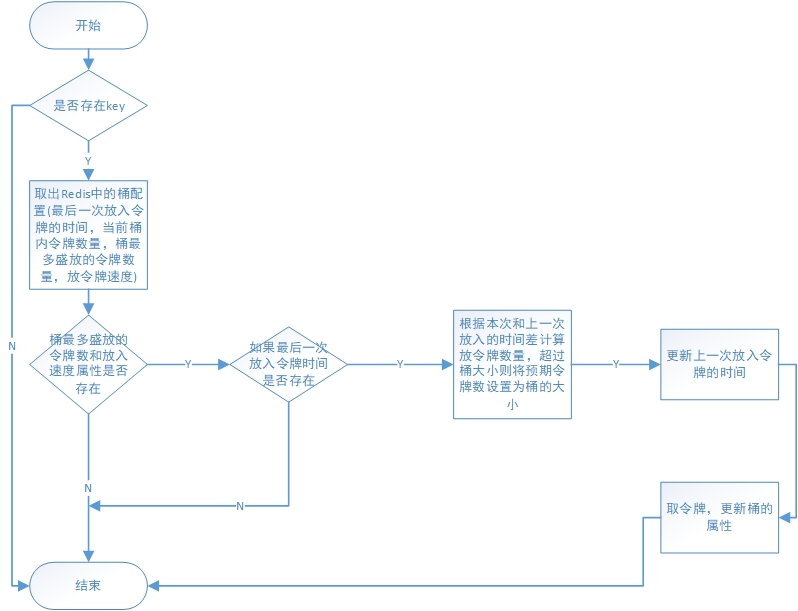 开始
是否存在key
Y
取出Redis中的桶配
置(最后一次放入令
牌的时间，当前桶
内令牌数量，桶最
多盛放的令牌数
量，放令牌速度)
N
桶最多盛放的
令牌数和放入
速度属性是否
存在
Y
如果最后一次
放入令牌时间
是否存在
Y
根据本次和上一次
放入的时间差计算
放令牌数量，超过
桶大小则将预期令
牌数设置为桶的大
小
Y
更新上一次放入令
牌的时间
N
N
取令牌，更新桶的
属性
结束